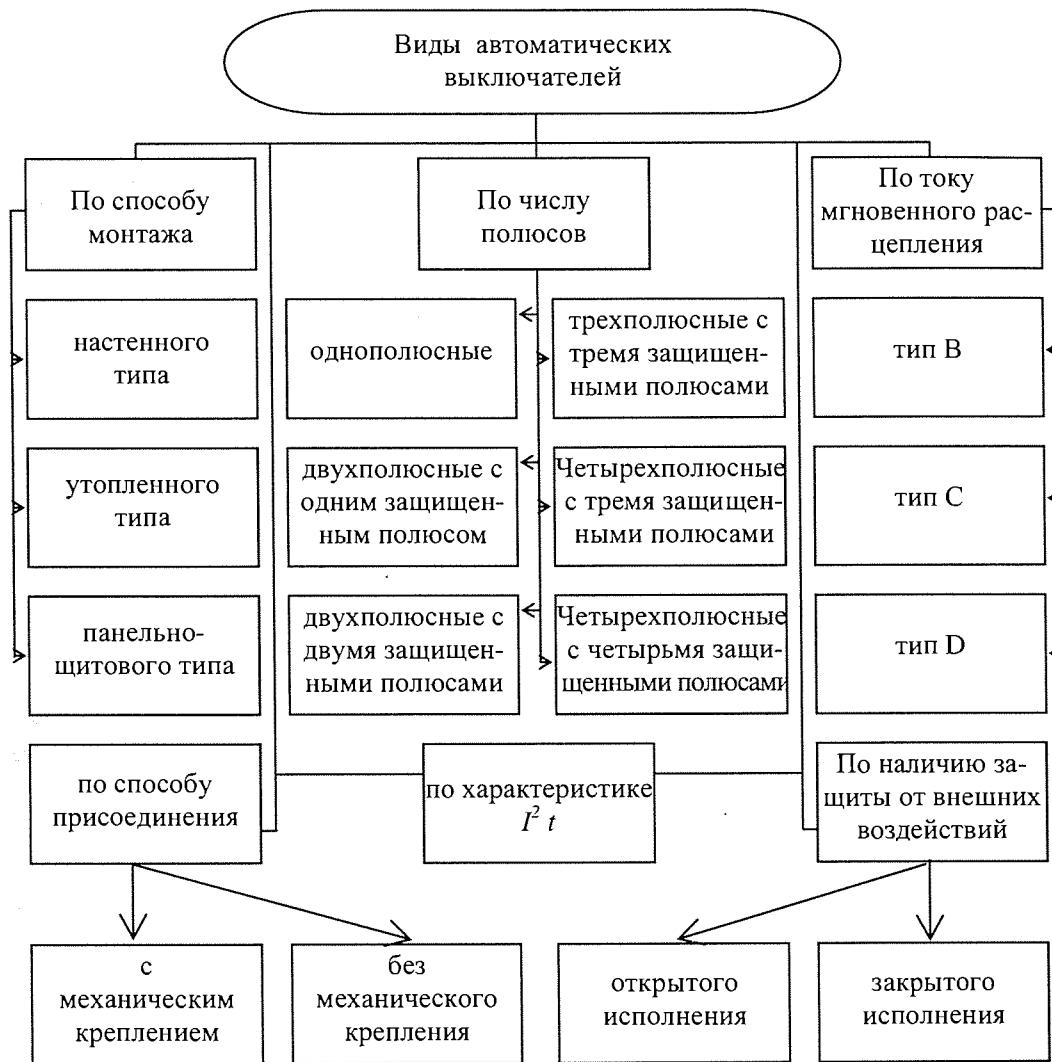 Виды автоматических
выключателей
По способу
монтажа
По числу
полюсов
По току
мгновенного рас-
цепления
настенного
типа
однополюсные
трехполюсные с
тремя защищен-
ными полюсами
тип B
утопленного
типа
двухполюсные с
одним защищен-
ным полюсом
Четырехполюсные
с тремя защищен-
ными полюсами
тип C
панельно-
щитового типа
двухполюсные с
двумя защищен-
ными полюсами
Четырехполюсные
с четырьмя защи-
щенными полюсами
тип D
по способу
присоединения
по характеристике
I² t
По наличию за-
щиты от внешних
воздействий
с
механическим
креплением
без
механического
крепления
открытого
исполнения
закрытого
исполнения